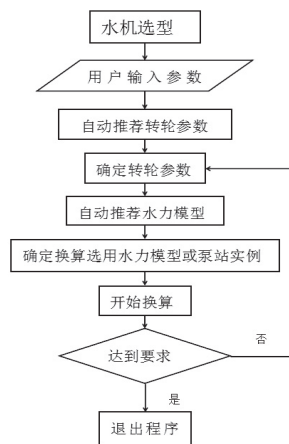 水机选型
用户输入参数
自动推荐转轮参数
确定转轮参数
自动推荐水力模型
确定换算选用水力模型或泵站实例
开始换算
达到要求
否
是
退出程序